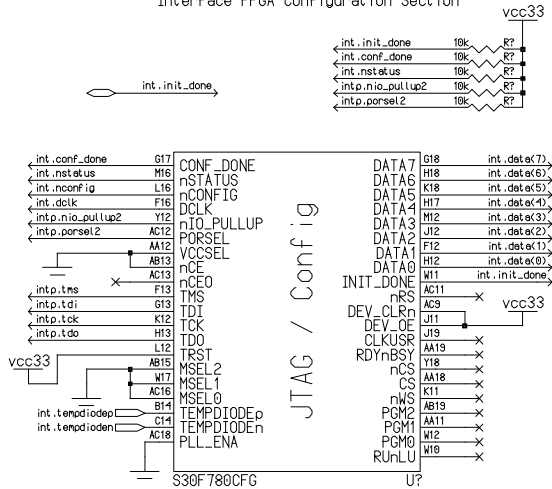 Interface FPGA Configuration Section
vcc33
int.init_done 10k R?
int.conf_done 10k R?
int.nstatus 10k R?
intp.nio_pullup2 10k R?
intp.porsel2 10k R?
int.init_done
int.conf_done G17 CONF_DONE DATA7 G18 int.data(7)
int.nstatus M16 nSTATUS DATA6 H18 int.data(6)
int.nconfig L16 nCONFIG DATA5 K18 int.data(5)
int.dclk F16 DCLK DATA4 H17 int.data(4)
intp.nio_pullup2 Y12 nIO_PULLUP DATA3 M12 int.data(3)
intp.porsel2 AC12 PORSEL DATA2 J12 int.data(2)
AA12 VCCSEL DATA1 F12 int.data(1)
AB13 nCE DATA0 H12 int.data(0)
AC13 nCEO INIT_DONE W11 int.init_done
intp.tms F13 TMS nRS AC11
intp.tdi G13 TDI DEV_CLRn AC9 vcc33
intp.tck K12 TCK DEV_OE J11
intp.tdo H13 TDO CLKUSR J19
vcc33 L12 TRST RDYnBSY AA19
AB15 MSEL2 nCS Y18
W17 MSEL1 CS AA18
AC16 MSEL0 nWS K11
int.tempdiodep B14 TEMPDIODEp PGM2 AB19
int.tempdioden C14 TEMPDIODEn PGM1 AA11
AC18 PLL_ENA PGM0 W12
RUnLU W10
JTAG / Config
S30F780CFG U?